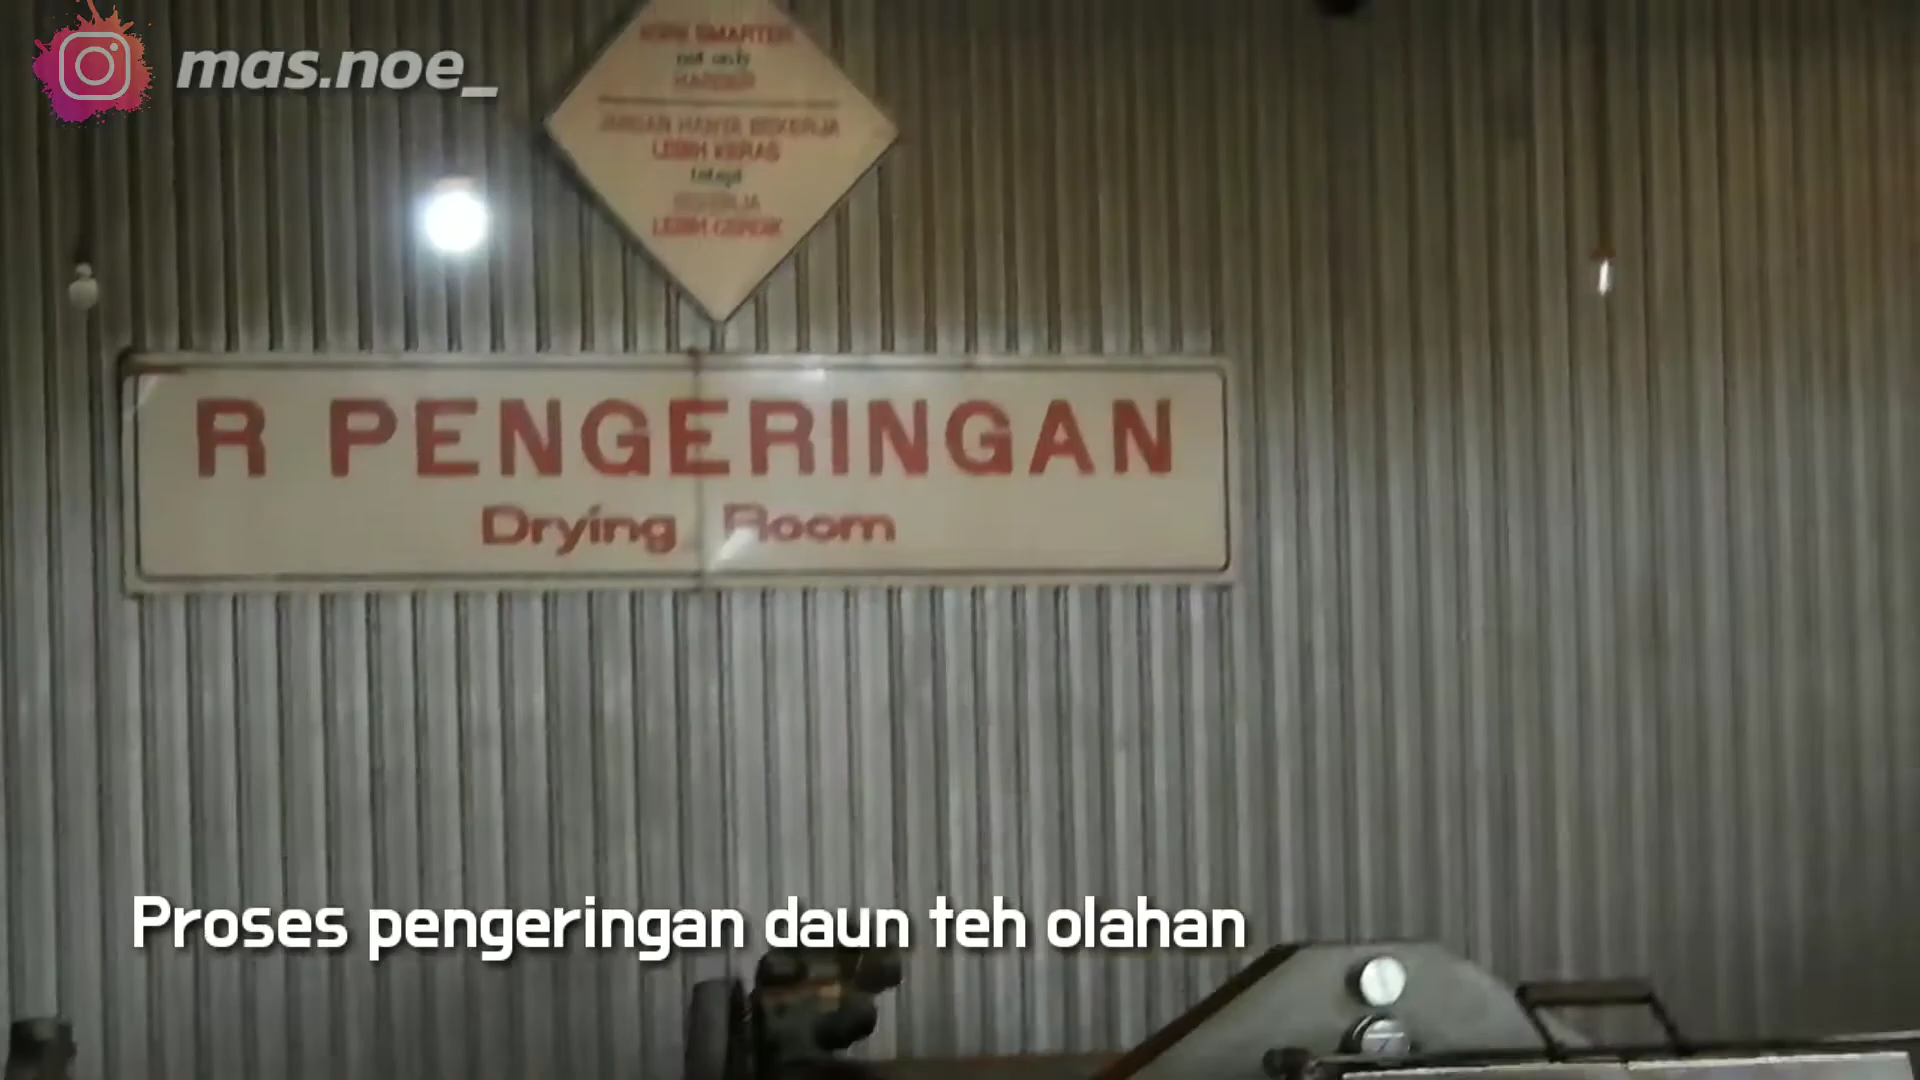 mas.noe_
WORK SMARTER
not only
HARDER
JANGAN HANYA BEKERJA
LEBIH KERAS
tetapi
BEKERJA
LEBIH CERDIK
R PENGERINGAN
Drying Room
Proses pengeringan daun teh olahan